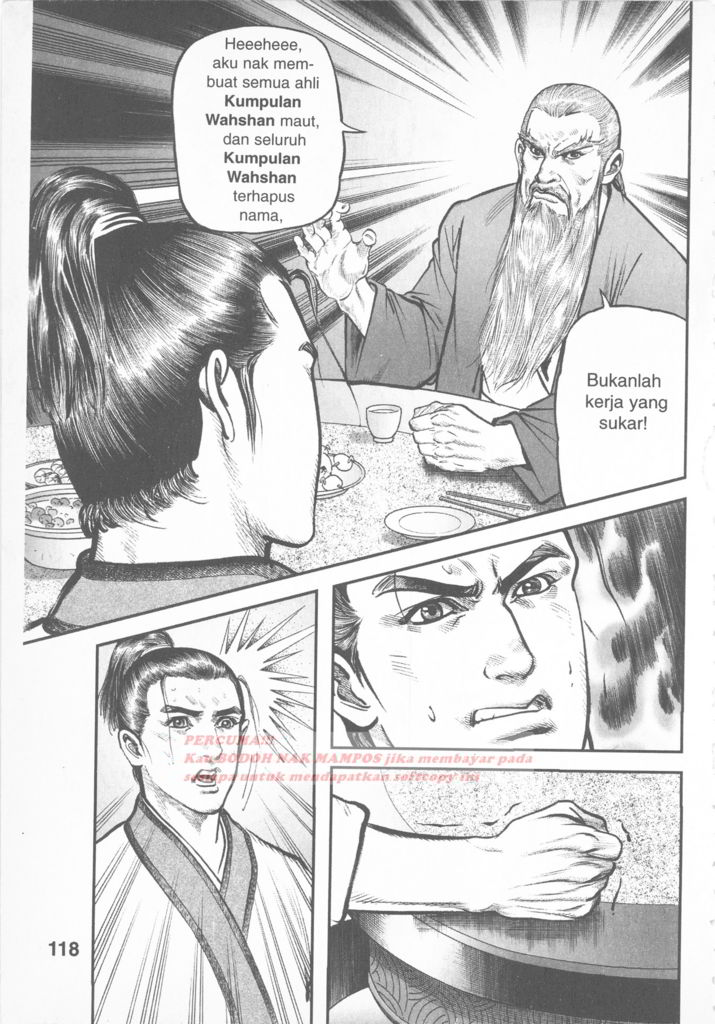 Heeeheee,
aku nak mem-
buat semua ahli
Kumpulan
Wahshan maut,
dan seluruh
Kumpulan
Wahshan
terhapus
nama,
Bukanlah
kerja yang
sukar!
PERCUMA!!!
Kau BODOH NAK MAMPOS jika membayar pada
sesiapa untuk mendapatkan softcopy ini
118